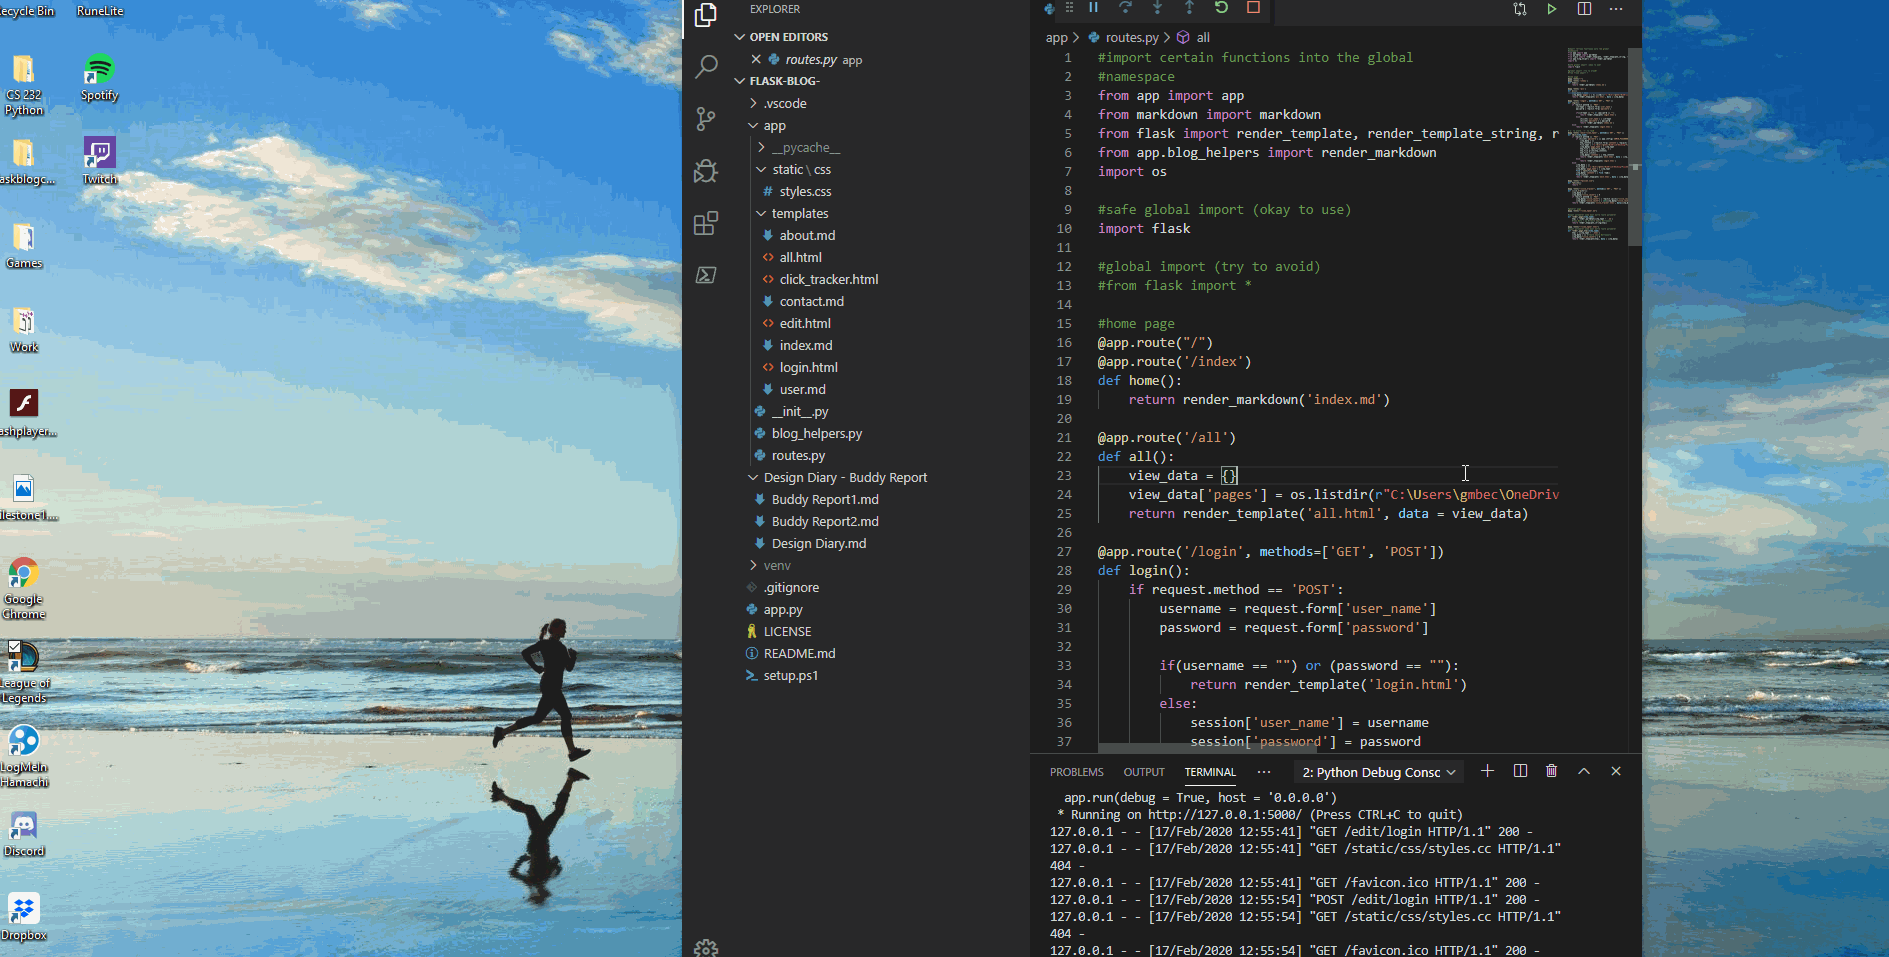 ecycle Bin
RuneLite
CS 232
Python
Spotify
askblogc...
Twitch
Games
Work
ashplayer...
ilestone1....
Google
Chrome
League of
Legends
LogMeIn
Hamachi
Discord
Dropbox
EXPLORER
OPEN EDITORS
routes.py app
FLASK-BLOG-
.vscode
app
__pycache__
static \ css
# styles.css
templates
about.md
<> all.html
<> click_tracker.html
contact.md
<> edit.html
index.md
<> login.html
user.md
__init__.py
blog_helpers.py
routes.py
Design Diary - Buddy Report
Buddy Report1.md
Buddy Report2.md
Design Diary.md
venv
.gitignore
app.py
LICENSE
README.md
setup.ps1
app > routes.py > all
1 #import certain functions into the global
2 #namespace
3 from app import app
4 from markdown import markdown
5 from flask import render_template, render_template_string, r
6 from app.blog_helpers import render_markdown
7 import os
8
9 #safe global import (okay to use)
10 import flask
11
12 #global import (try to avoid)
13 #from flask import *
14
15 #home page
16 @app.route("/")
17 @app.route('/index')
18 def home():
19 return render_markdown('index.md')
20
21 @app.route('/all')
22 def all():
23 view_data = {}
24 view_data['pages'] = os.listdir(r"C:\Users\gmbec\OneDriv
25 return render_template('all.html', data = view_data)
26
27 @app.route('/login', methods=['GET', 'POST'])
28 def login():
29 if request.method == 'POST':
30 username = request.form['user_name']
31 password = request.form['password']
32
33 if(username == "") or (password == ""):
34 return render_template('login.html')
35 else:
36 session['user_name'] = username
37 session['password'] = password
PROBLEMS OUTPUT TERMINAL ··· 2: Python Debug Consc
app.run(debug = True, host = '0.0.0.0')
* Running on http://127.0.0.1:5000/ (Press CTRL+C to quit)
127.0.0.1 - - [17/Feb/2020 12:55:41] "GET /edit/login HTTP/1.1" 200 -
127.0.0.1 - - [17/Feb/2020 12:55:41] "GET /static/css/styles.cc HTTP/1.1"
404 -
127.0.0.1 - - [17/Feb/2020 12:55:41] "GET /favicon.ico HTTP/1.1" 200 -
127.0.0.1 - - [17/Feb/2020 12:55:54] "POST /edit/login HTTP/1.1" 200 -
127.0.0.1 - - [17/Feb/2020 12:55:54] "GET /static/css/styles.cc HTTP/1.1"
404 -
127.0.0.1 - - [17/Feb/2020 12:55:54] "GET /favicon.ico HTTP/1.1" 200 -